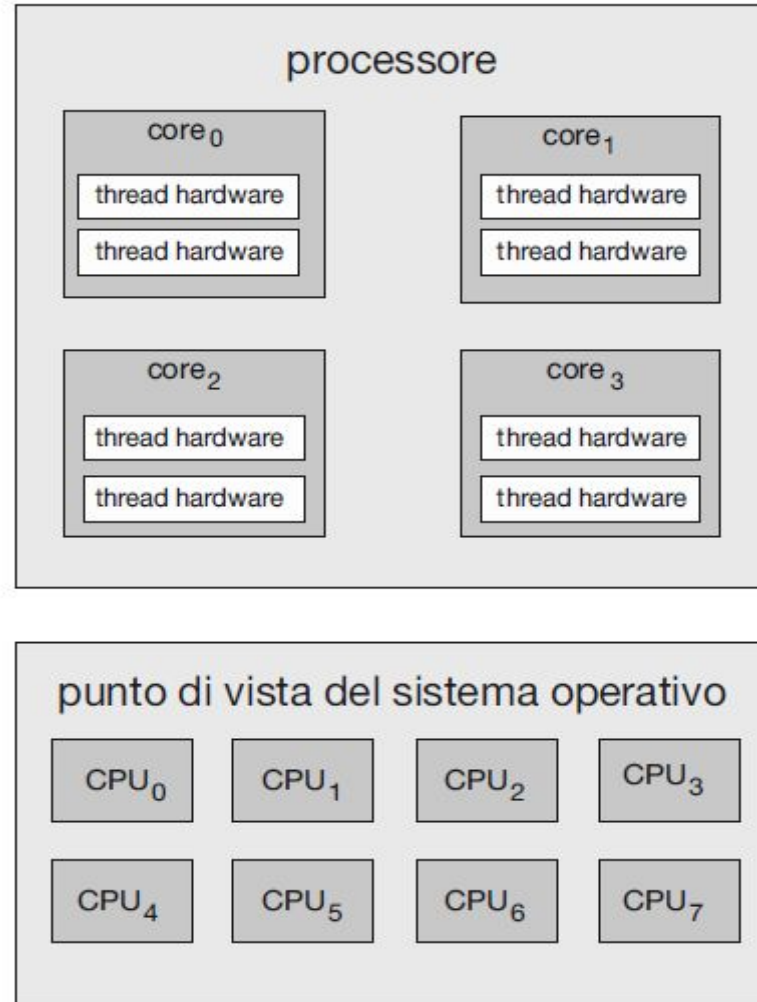 processore
core0
thread hardware
thread hardware
core1
thread hardware
thread hardware
core2
thread hardware
thread hardware
core3
thread hardware
thread hardware
punto di vista del sistema operativo
CPU0
CPU1
CPU2
CPU3
CPU4
CPU5
CPU6
CPU7